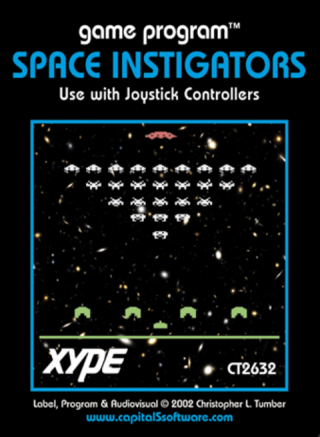 game program™
SPACE INSTIGATORS
Use with Joystick Controllers
XYPE
CT2632
Label, Program & Audiovisual © 2002 Christopher L. Tumber
www.capital5software.com